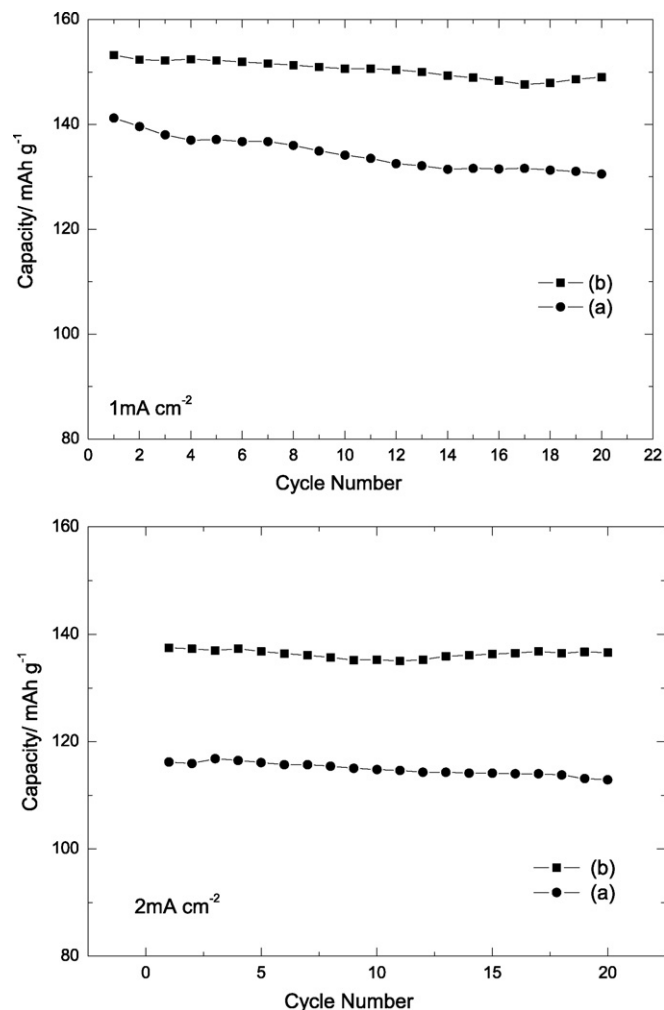 160
140
120
100
80
Capacity/ mAh g⁻¹
(b)
(a)
1mA cm⁻²
0 2 4 6 8 10 12 14 16 18 20 22
Cycle Number
160
140
120
100
80
Capacity/ mAh g⁻¹
(b)
(a)
2mA cm⁻²
0 5 10 15 20
Cycle Number